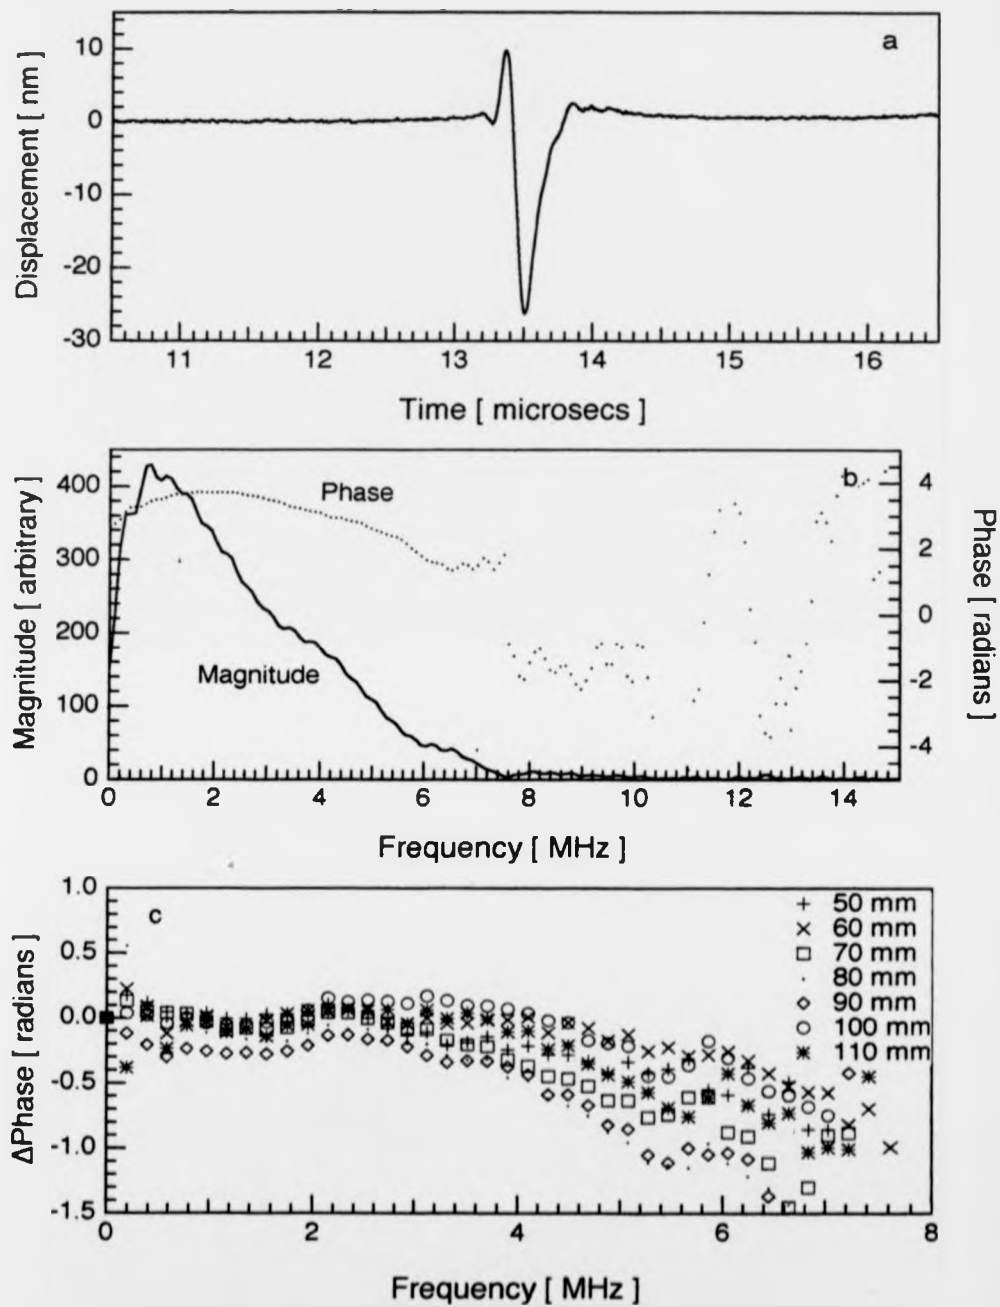 a
10
0
-10
-20
-30
Displacement [ nm ]
11 12 13 14 15 16
Time [ microsecs ]
b
400
300
200
100
0
Magnitude [ arbitrary ]
Phase
Magnitude
4
2
0
-2
-4
Phase [ radians ]
0 2 4 6 8 10 12 14
Frequency [ MHz ]
c
1.0
0.5
0.0
-0.5
-1.0
-1.5
ΔPhase [ radians ]
50 mm
60 mm
70 mm
80 mm
90 mm
100 mm
110 mm
0 2 4 6 8
Frequency [ MHz ]